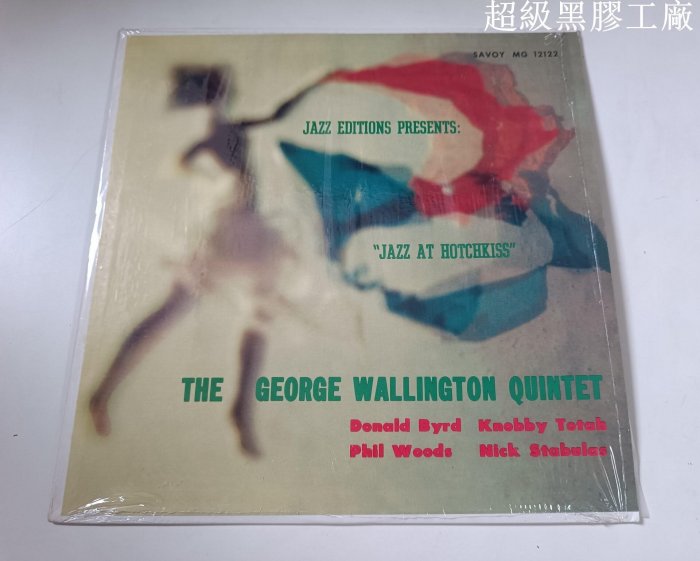 超級黑膠工廠
SAVOY MG 12122
JAZZ EDITIONS PRESENTS:
"JAZZ AT HOTCHKISS"
THE GEORGE WALLINGTON QUINTET
Donald Byrd Knobby Totah
Phil Woods Nick Stabulas